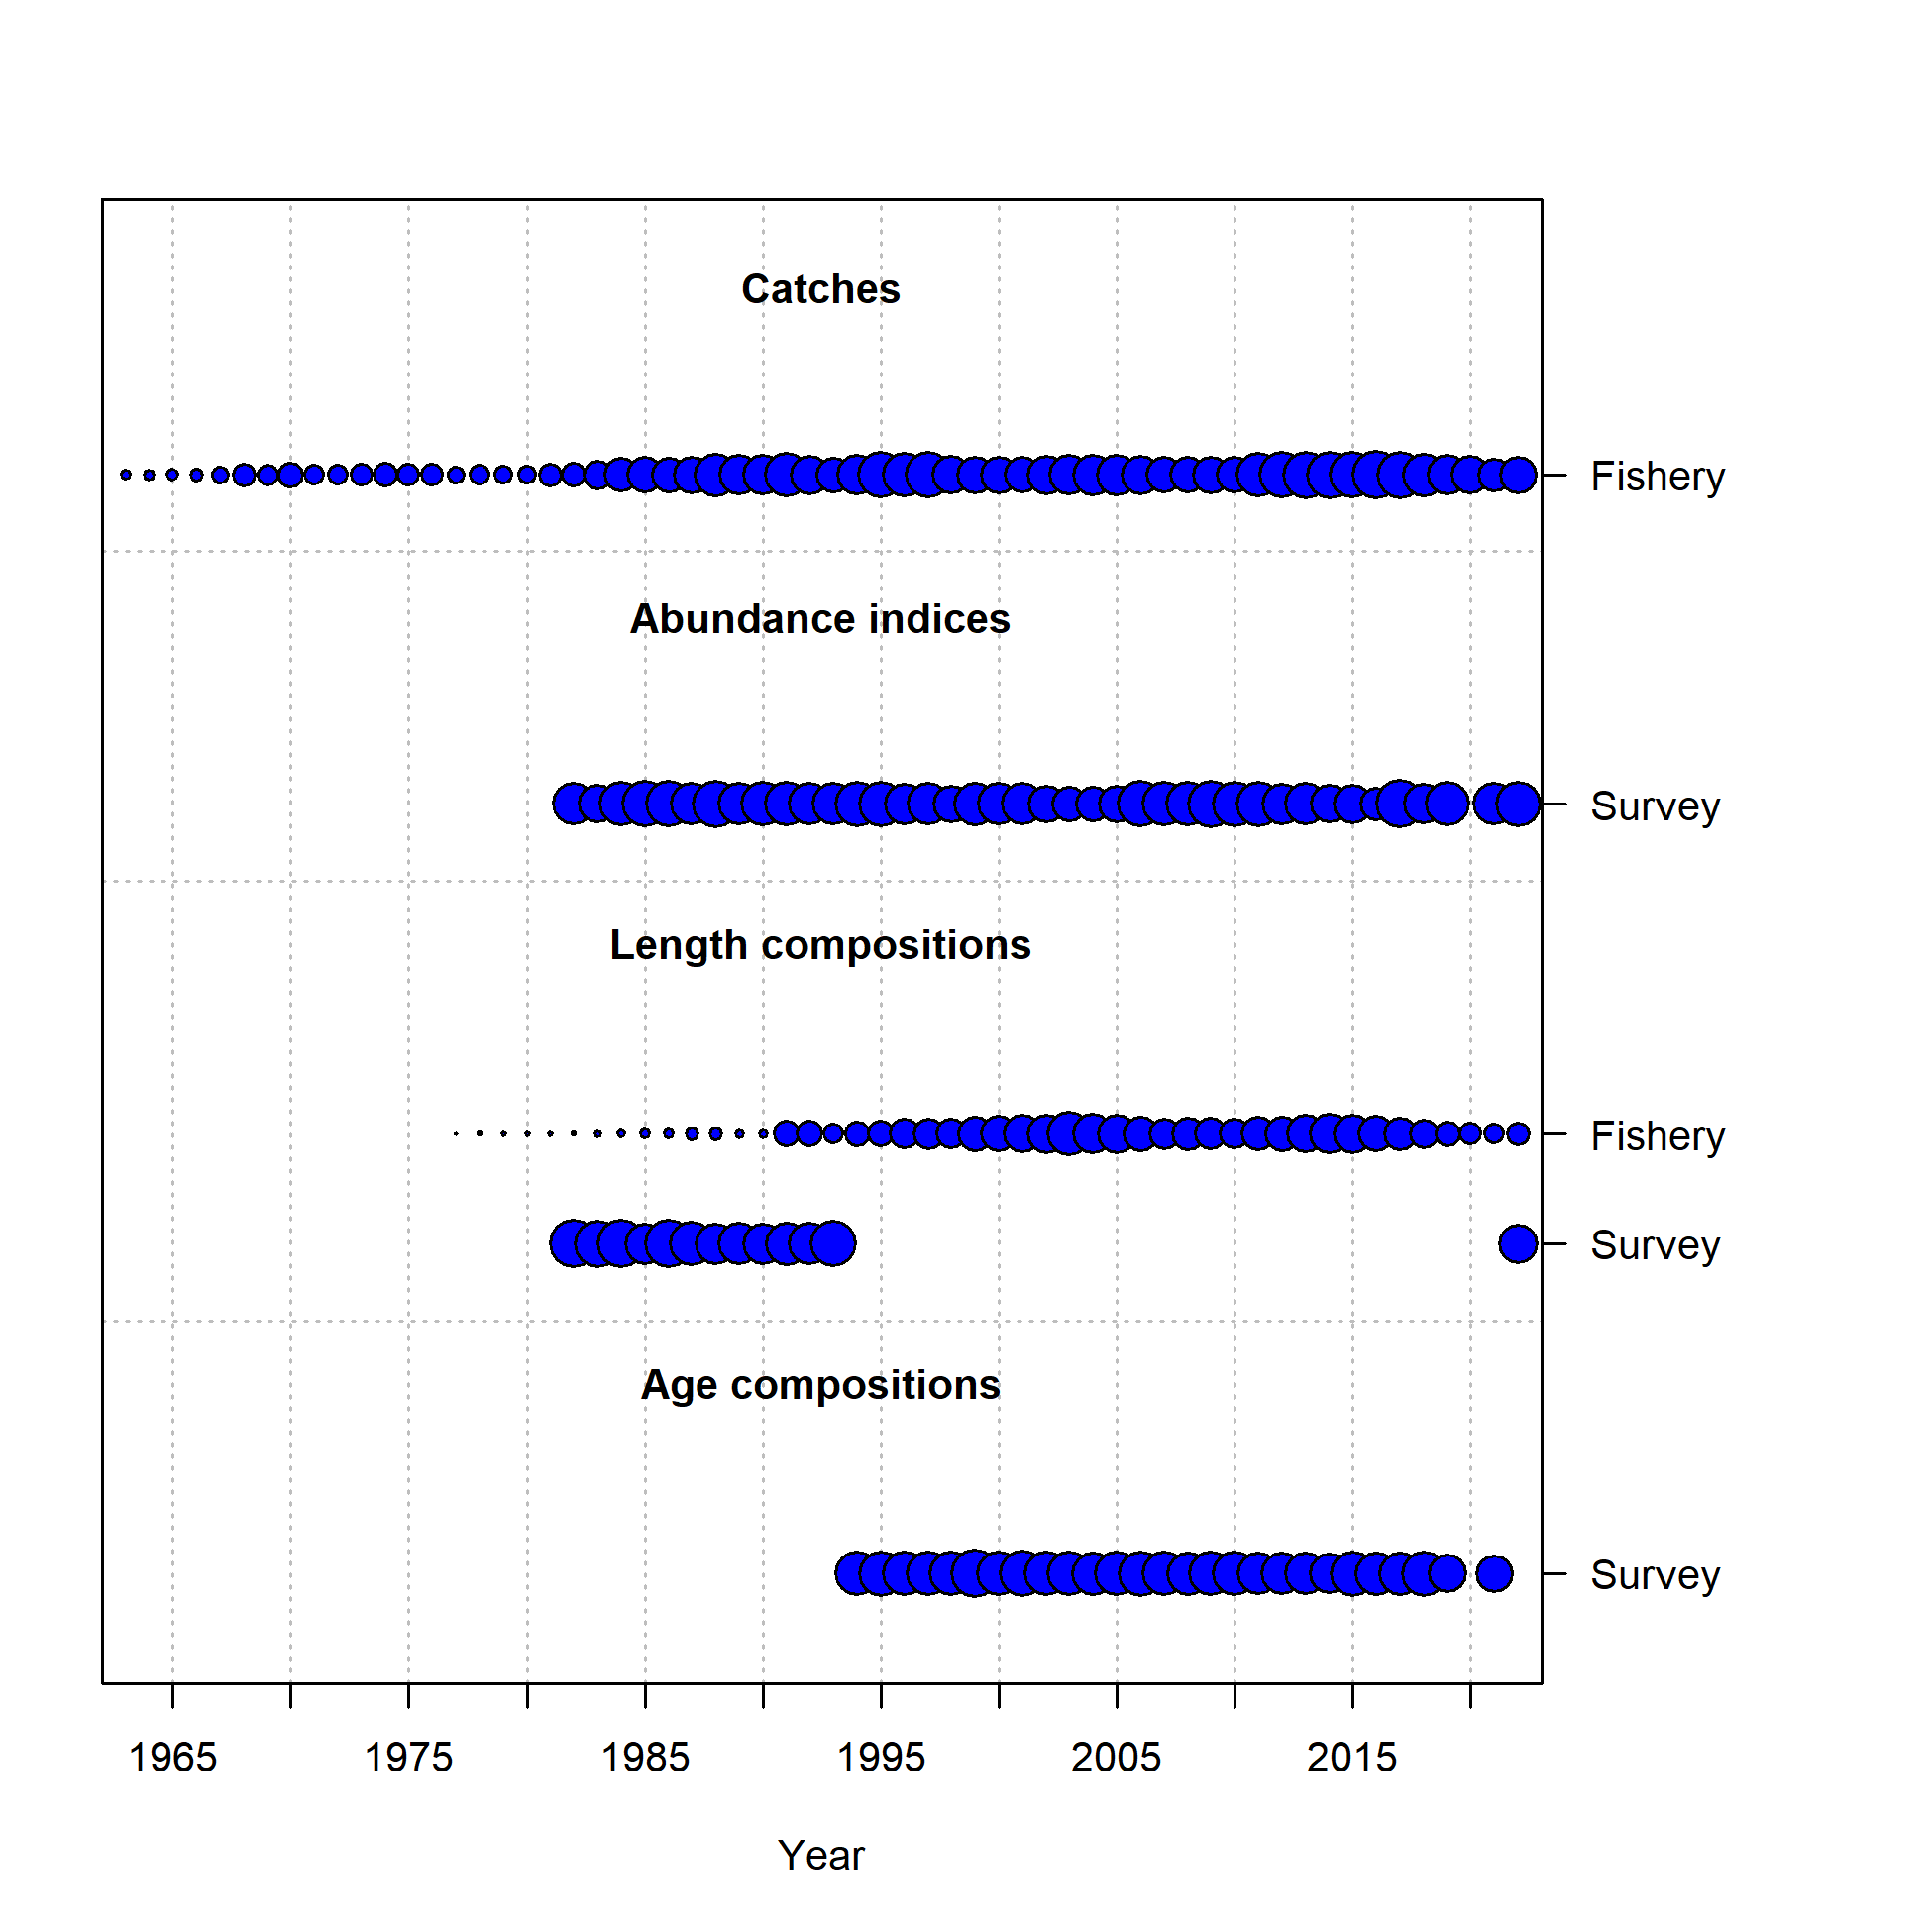 Catches
Fishery
Abundance indices
Survey
Length compositions
Fishery
Survey
Age compositions
Survey
1965 1975 1985 1995 2005 2015
Year